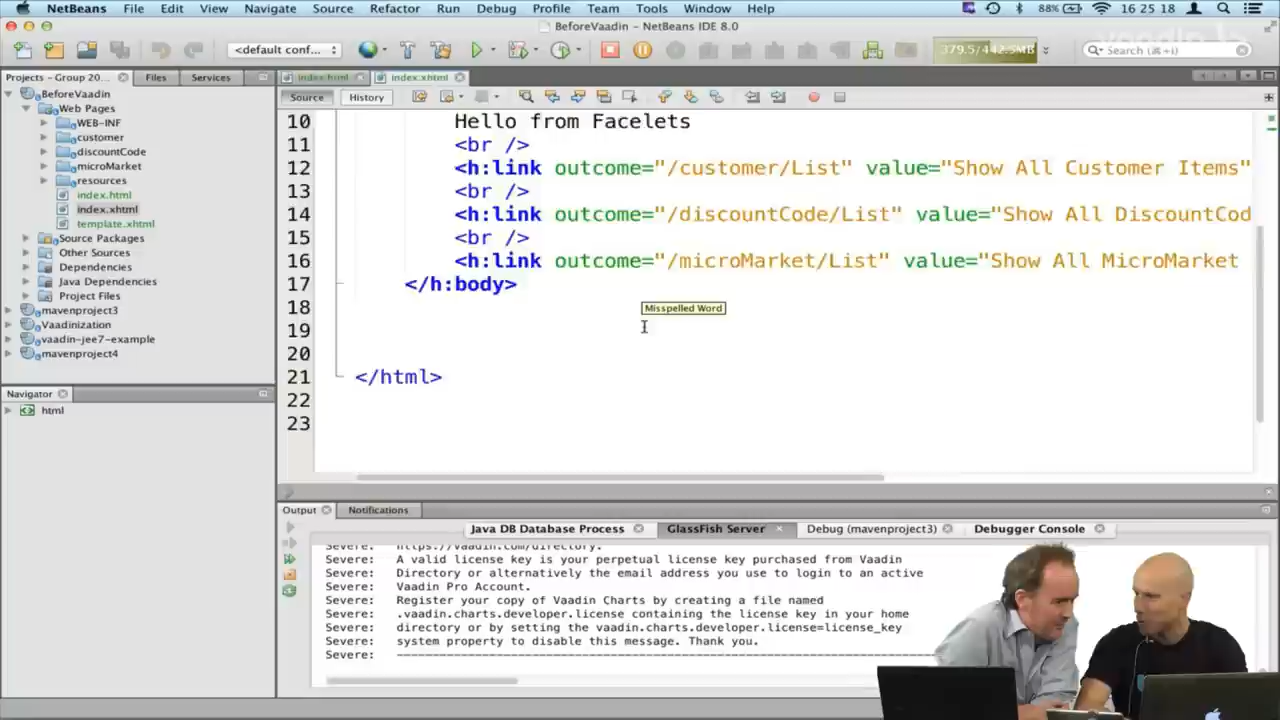 NetBeans File Edit View Navigate Source Refactor Run Debug Profile Team Tools Window Help 88% 16 25 18
BeforeVaadin - NetBeans IDE 8.0
<default conf... 379.5/442.5MB Search (⌘+I)
Projects - Group 20... Files Services
index.html index.xhtml
Source History
BeforeVaadin
Web Pages
WEB-INF
customer
discountCode
microMarket
resources
index.html
index.xhtml
template.xhtml
Source Packages
Other Sources
Dependencies
Java Dependencies
Project Files
mavenproject3
Vaadinization
vaadin-jee7-example
mavenproject4
Navigator
html
10 Hello from Facelets
11 <br />
12 <h:link outcome="/customer/List" value="Show All Customer Items"
13 <br />
14 <h:link outcome="/discountCode/List" value="Show All DiscountCod
15 <br />
16 <h:link outcome="/microMarket/List" value="Show All MicroMarket
17 </h:body>
18
Misspelled Word
19
20
21 </html>
22
23
Output Notifications
Java DB Database Process GlassFish Server Debug (mavenproject3) Debugger Console
Severe: https://vaadin.com/directory.
Severe: A valid license key is your perpetual license key purchased from Vaadin
Severe: Directory or alternatively the email address you use to login to an active
Severe: Vaadin Pro Account.
Severe: Register your copy of Vaadin Charts by creating a file named
Severe: .vaadin.charts.developer.license containing the license key in your home
Severe: directory or by setting the vaadin.charts.developer.license=license_key
Severe: system property to disable this message. Thank you.
Severe: ------------------------------------------------------------